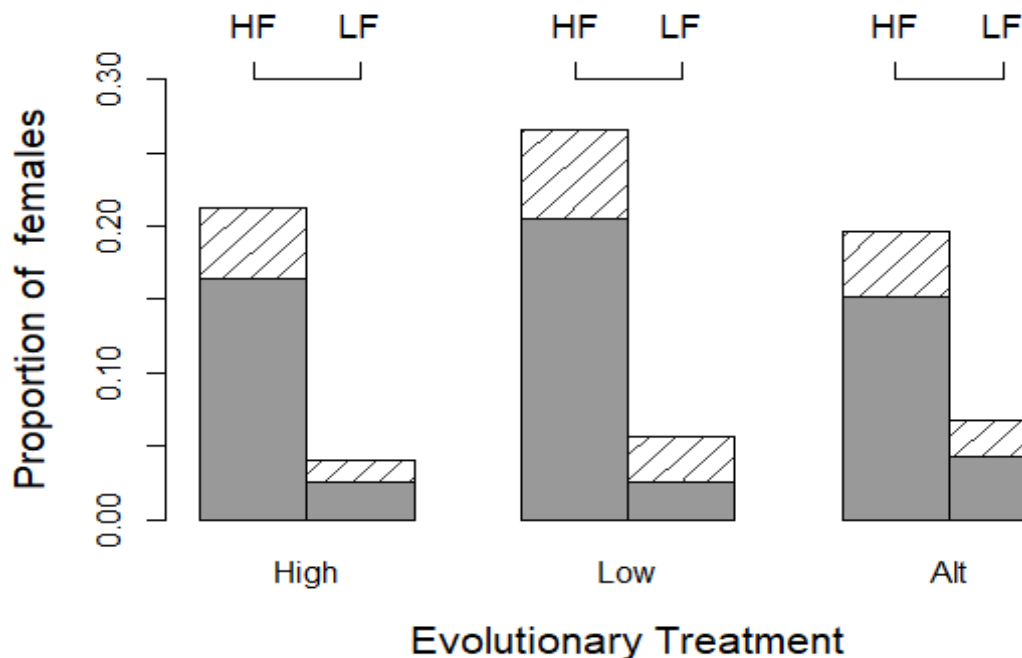 HF LF HF LF HF LF
Proportion of females
0.30
0.20
0.10
0.00
High Low Alt
Evolutionary Treatment